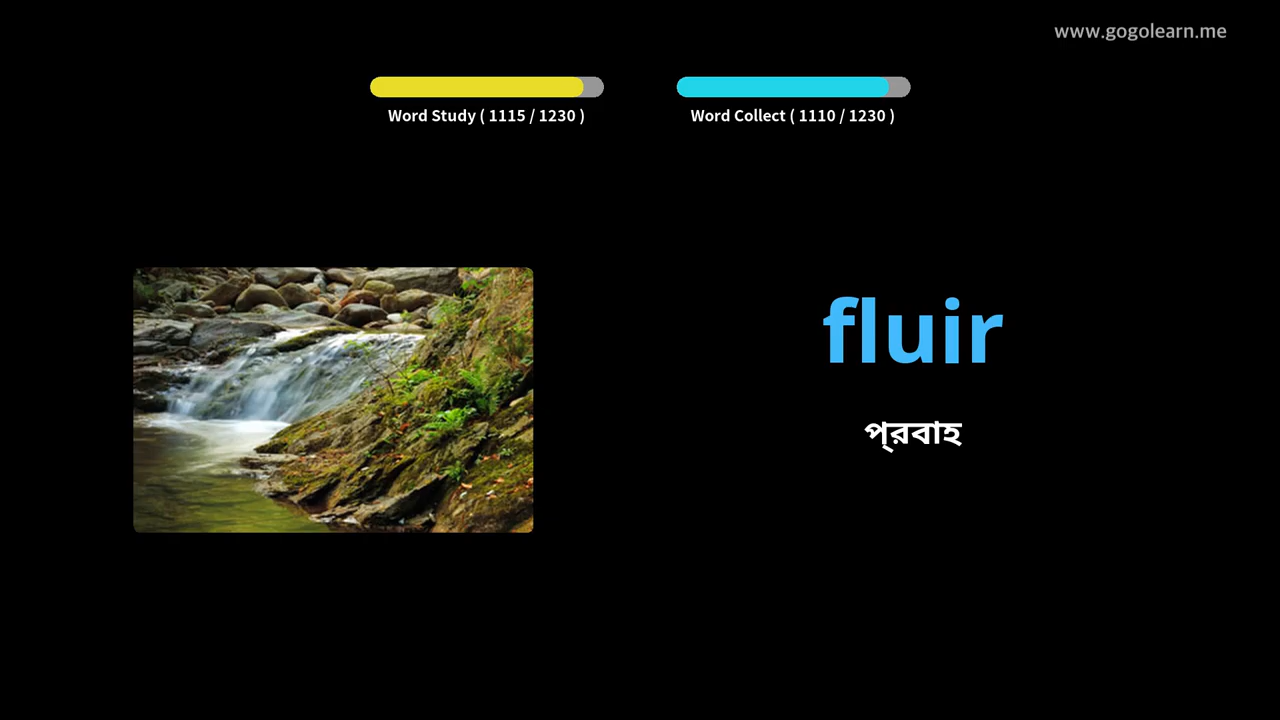 www.gogolearn.me
Word Study ( 1115 / 1230 )
Word Collect ( 1110 / 1230 )
fluir
প্রবাহ